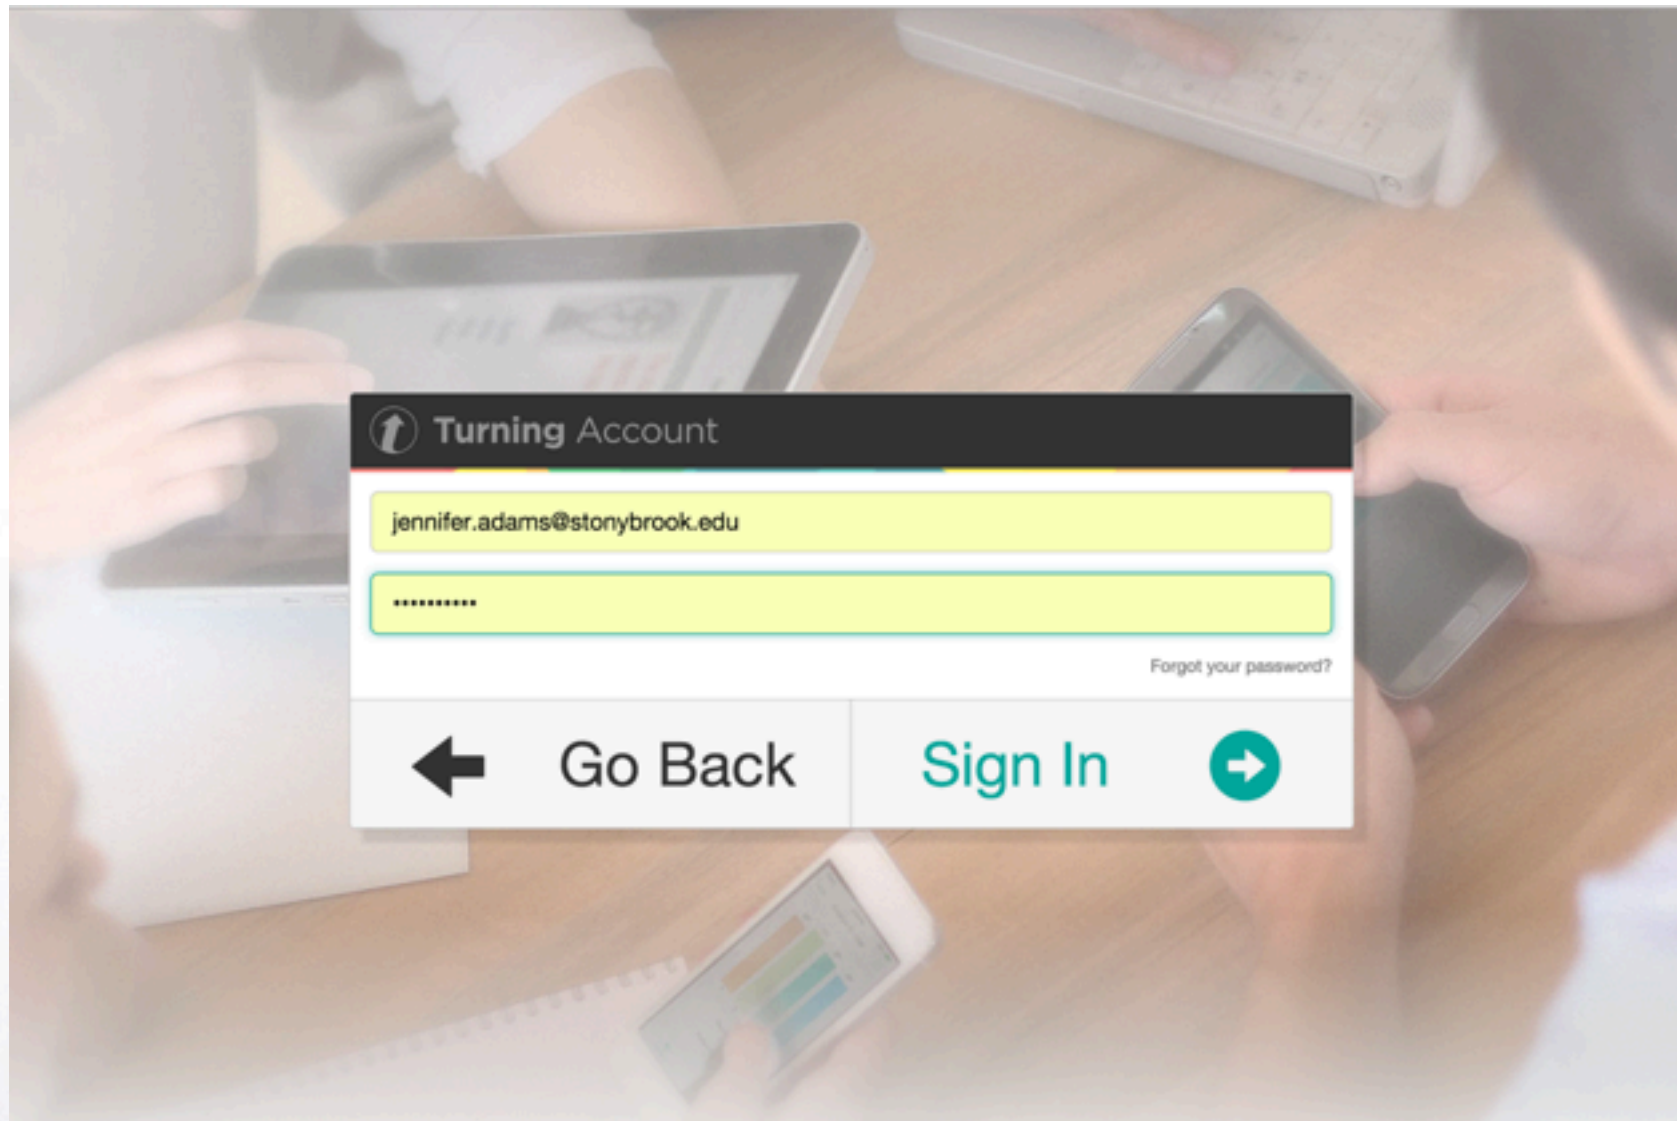 Turning Account
jennifer.adams@stonybrook.edu
••••••••••
Forgot your password?
Go Back
Sign In